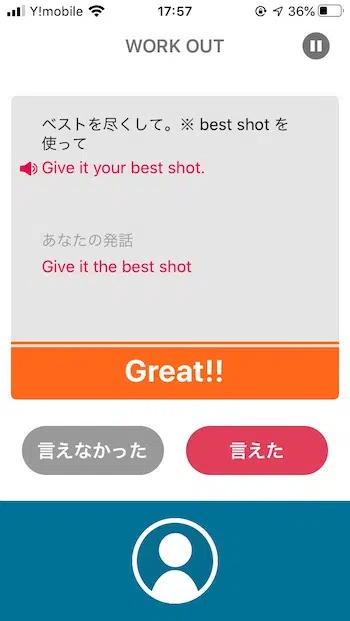 Y!mobile 17:57 36%
WORK OUT
ベストを尽くして。※ best shot を
使って
Give it your best shot.
あなたの発話
Give it the best shot
Great!!
言えなかった 言えた